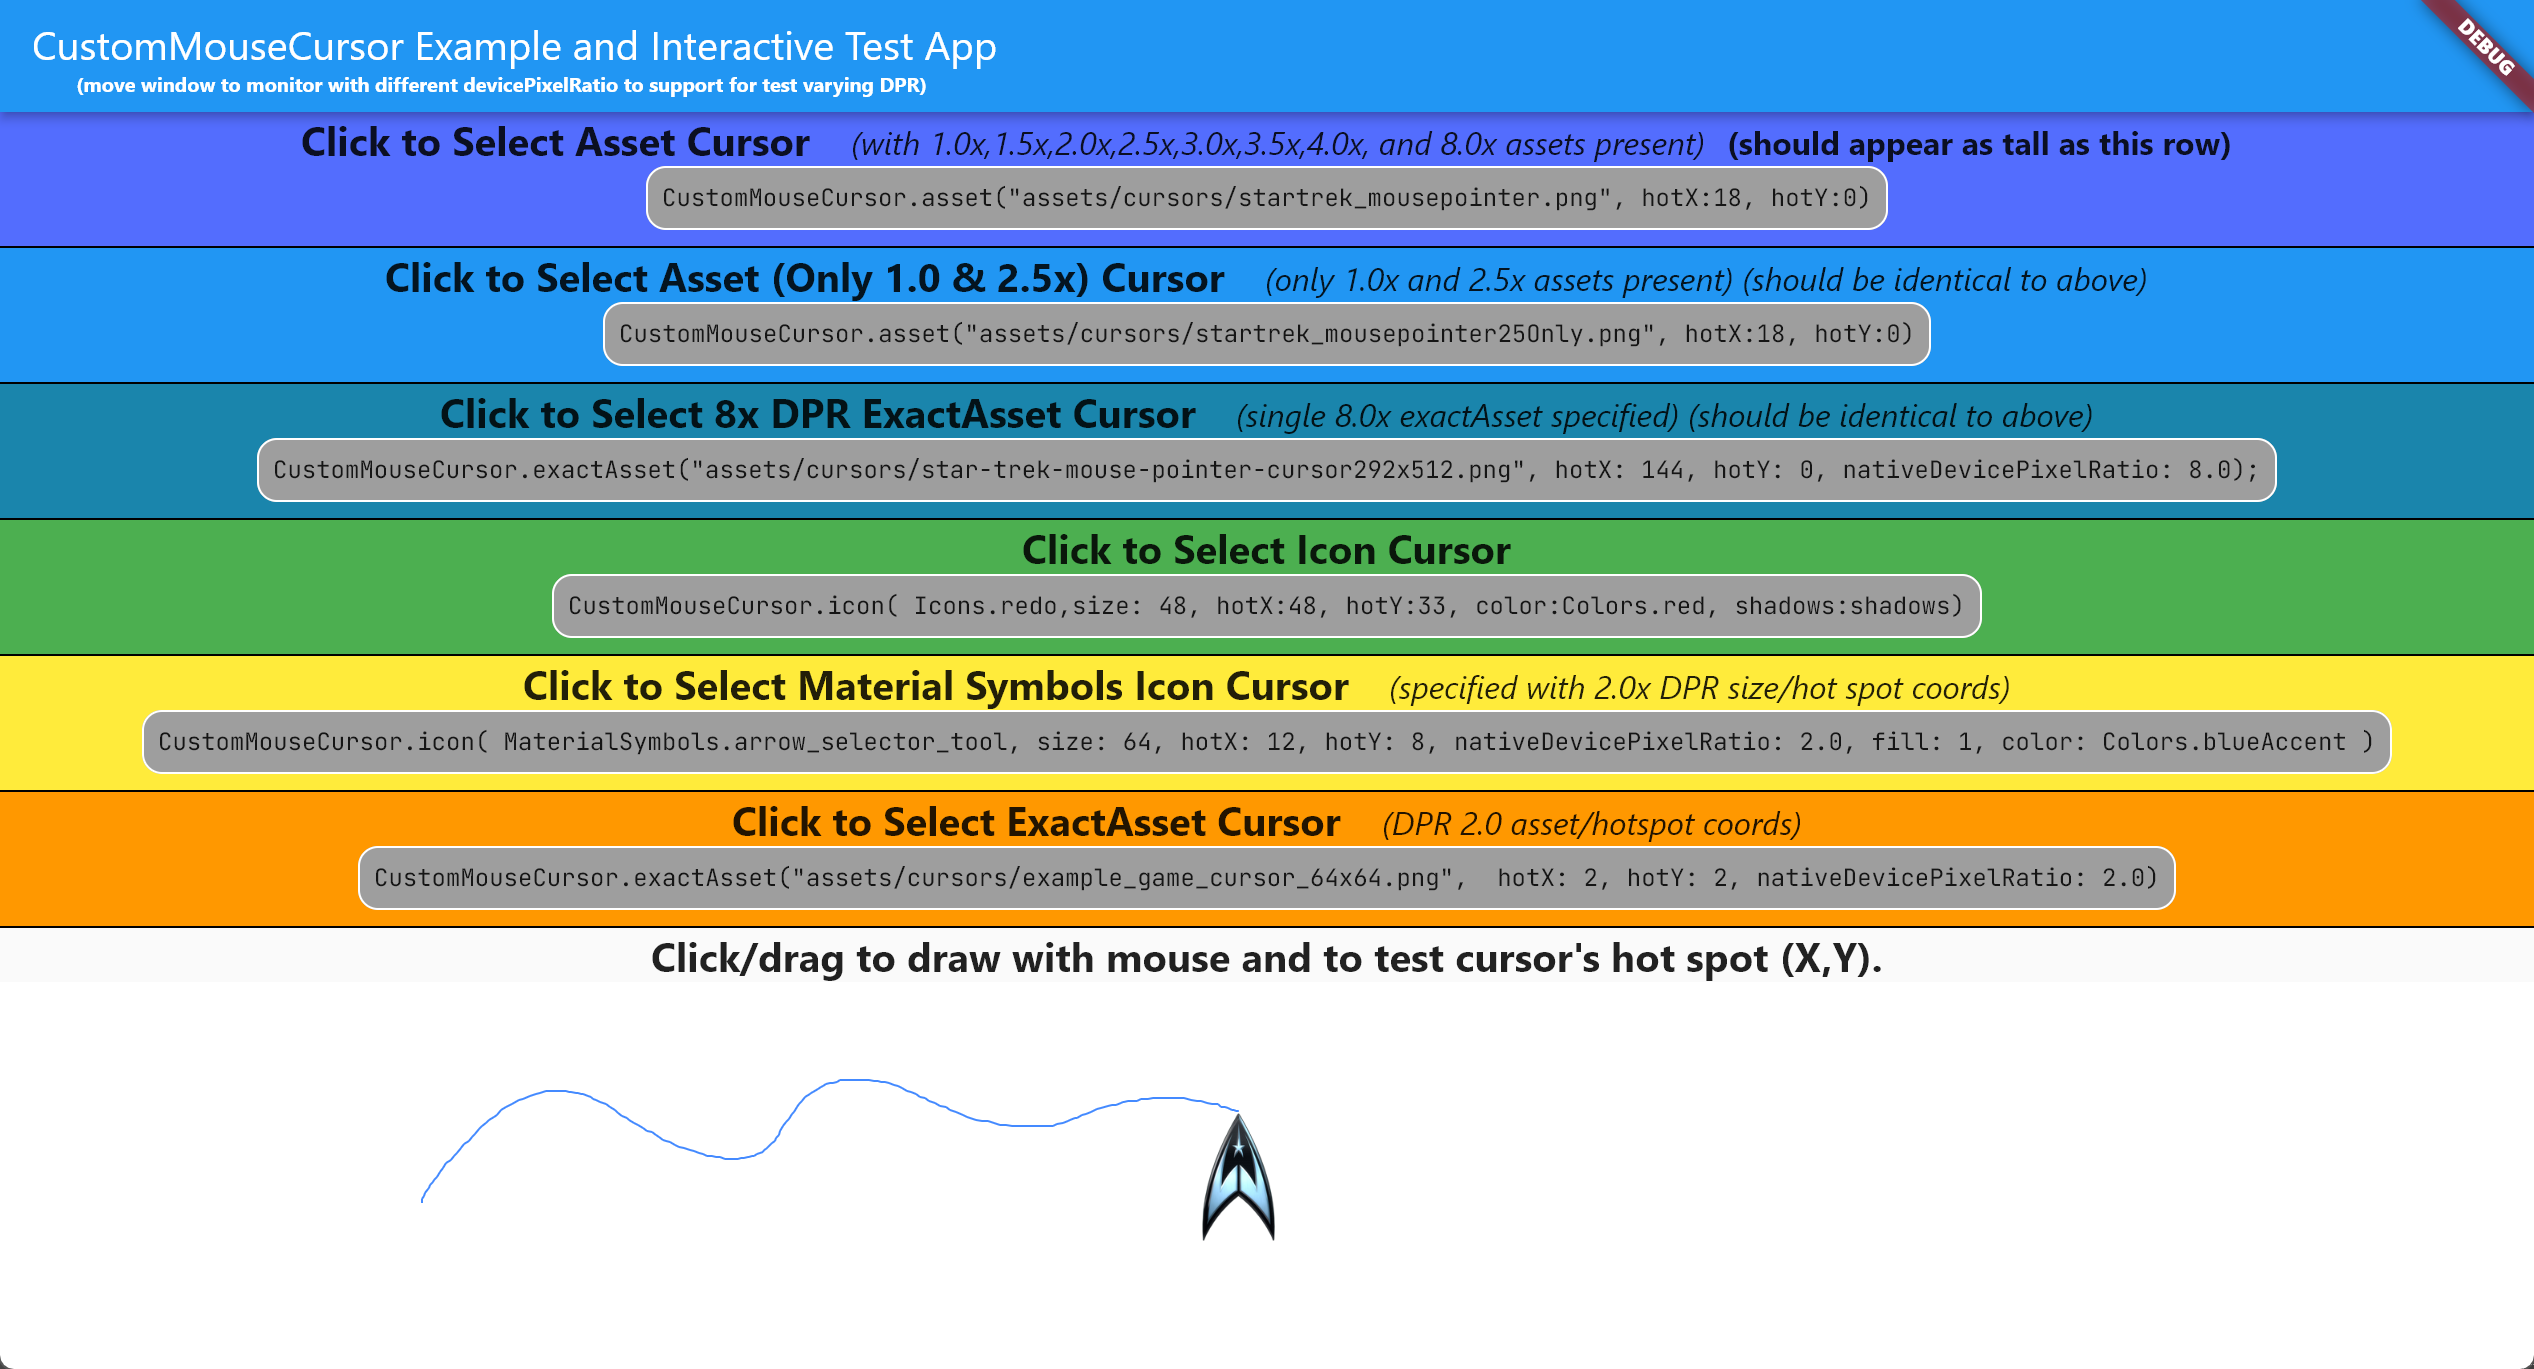 CustomMouseCursor Example and Interactive Test App
(move window to monitor with different devicePixelRatio to support for test varying DPR)
DEBUG
Click to Select Asset Cursor (with 1.0x,1.5x,2.0x,2.5x,3.0x,3.5x,4.0x, and 8.0x assets present) (should appear as tall as this row)
CustomMouseCursor.asset("assets/cursors/startrek_mousepointer.png", hotX:18, hotY:0)
Click to Select Asset (Only 1.0 & 2.5x) Cursor (only 1.0x and 2.5x assets present) (should be identical to above)
CustomMouseCursor.asset("assets/cursors/startrek_mousepointer25Only.png", hotX:18, hotY:0)
Click to Select 8x DPR ExactAsset Cursor (single 8.0x exactAsset specified) (should be identical to above)
CustomMouseCursor.exactAsset("assets/cursors/star-trek-mouse-pointer-cursor292x512.png", hotX: 144, hotY: 0, nativeDevicePixelRatio: 8.0);
Click to Select Icon Cursor
CustomMouseCursor.icon( Icons.redo,size: 48, hotX:48, hotY:33, color:Colors.red, shadows:shadows)
Click to Select Material Symbols Icon Cursor (specified with 2.0x DPR size/hot spot coords)
CustomMouseCursor.icon( MaterialSymbols.arrow_selector_tool, size: 64, hotX: 12, hotY: 8, nativeDevicePixelRatio: 2.0, fill: 1, color: Colors.blueAccent )
Click to Select ExactAsset Cursor (DPR 2.0 asset/hotspot coords)
CustomMouseCursor.exactAsset("assets/cursors/example_game_cursor_64x64.png",  hotX: 2, hotY: 2, nativeDevicePixelRatio: 2.0)
Click/drag to draw with mouse and to test cursor's hot spot (X,Y).